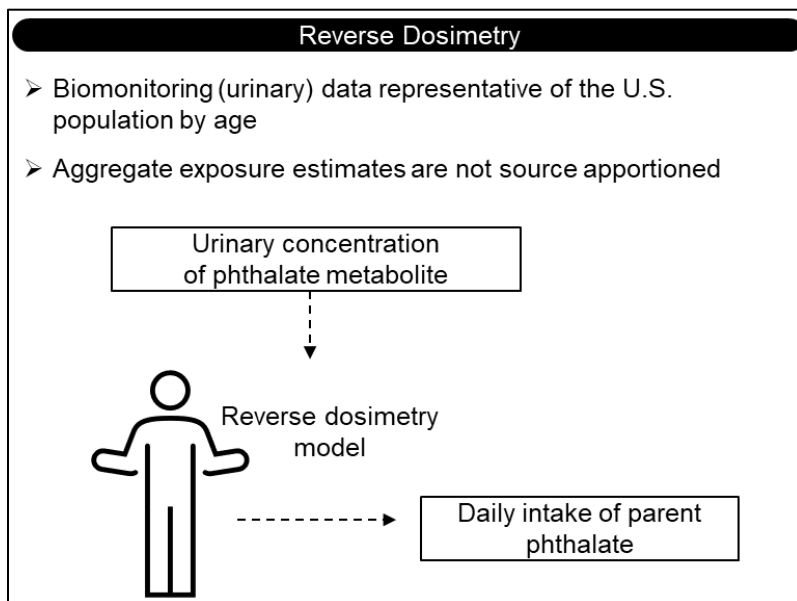 Reverse Dosimetry
➢ Biomonitoring (urinary) data representative of the U.S.
population by age
➢ Aggregate exposure estimates are not source apportioned
Urinary concentration
of phthalate metabolite
Reverse dosimetry
model
Daily intake of parent
phthalate